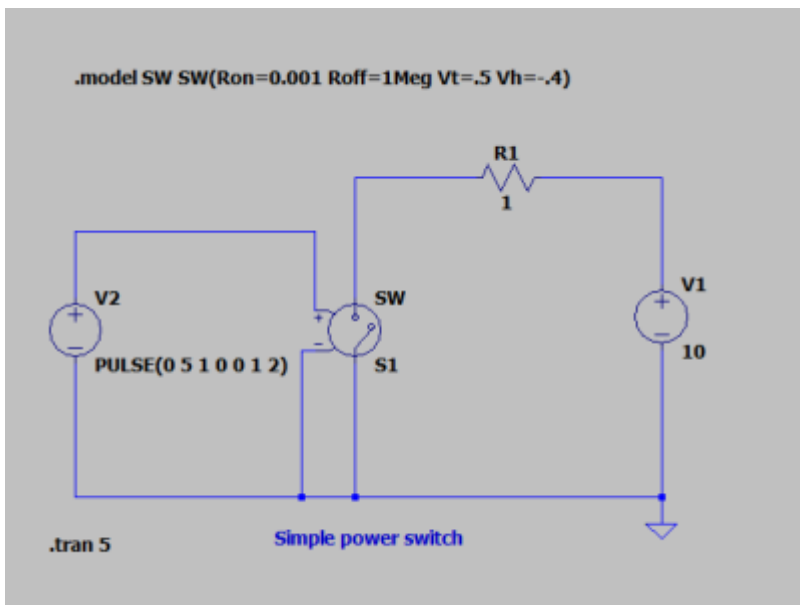 .model SW SW(Ron=0.001 Roff=1Meg Vt=.5 Vh=-.4)
R1
1
V2
SW
V1
PULSE(0 5 1 0 0 1 2)
S1
10
.tran 5
Simple power switch